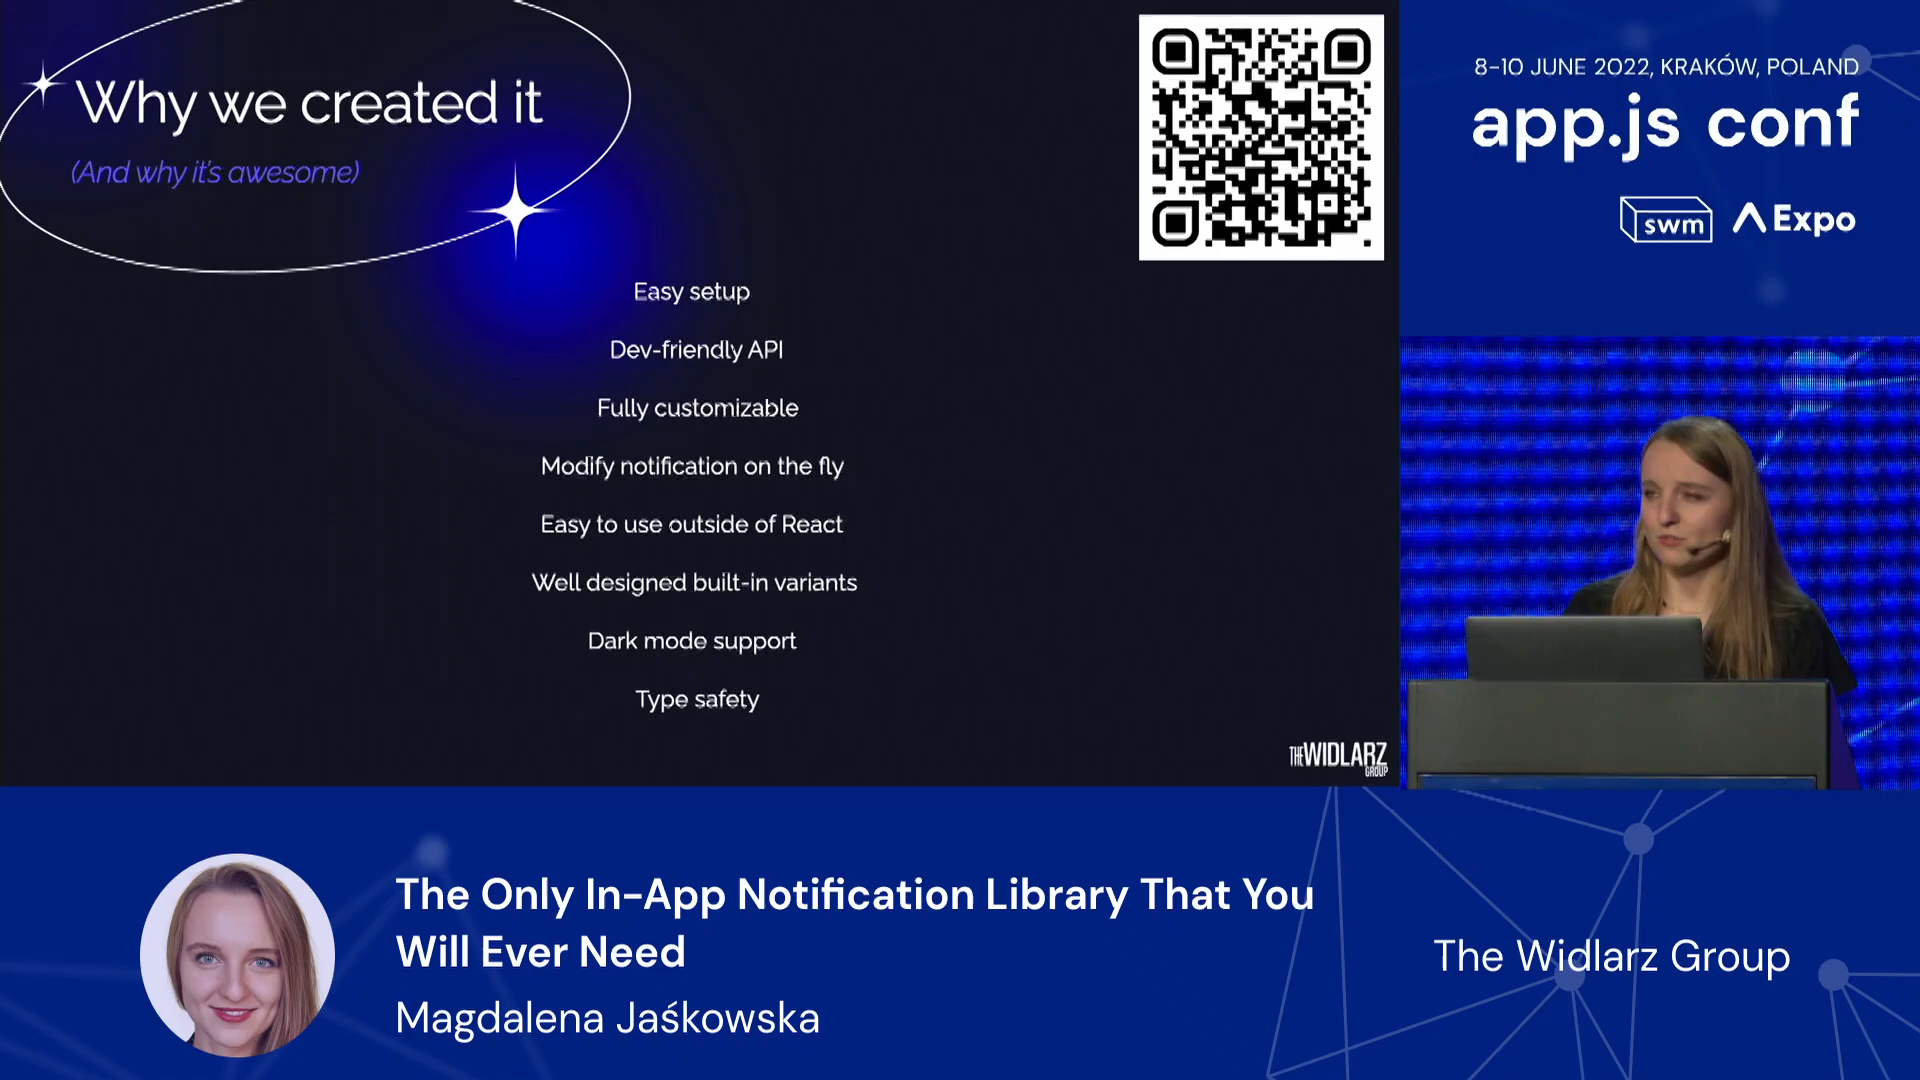 Why we created it
(And why it's awesome)
Easy setup
Dev-friendly API
Fully customizable
Modify notification on the fly
Easy to use outside of React
Well designed built-in variants
Dark mode support
Type safety
THE WIDLARZ
GROUP
8-10 JUNE 2022, KRAKÓW, POLAND
app.js conf
swm
Expo
The Only In-App Notification Library That You
Will Ever Need
Magdalena Jaśkowska
The Widlarz Group